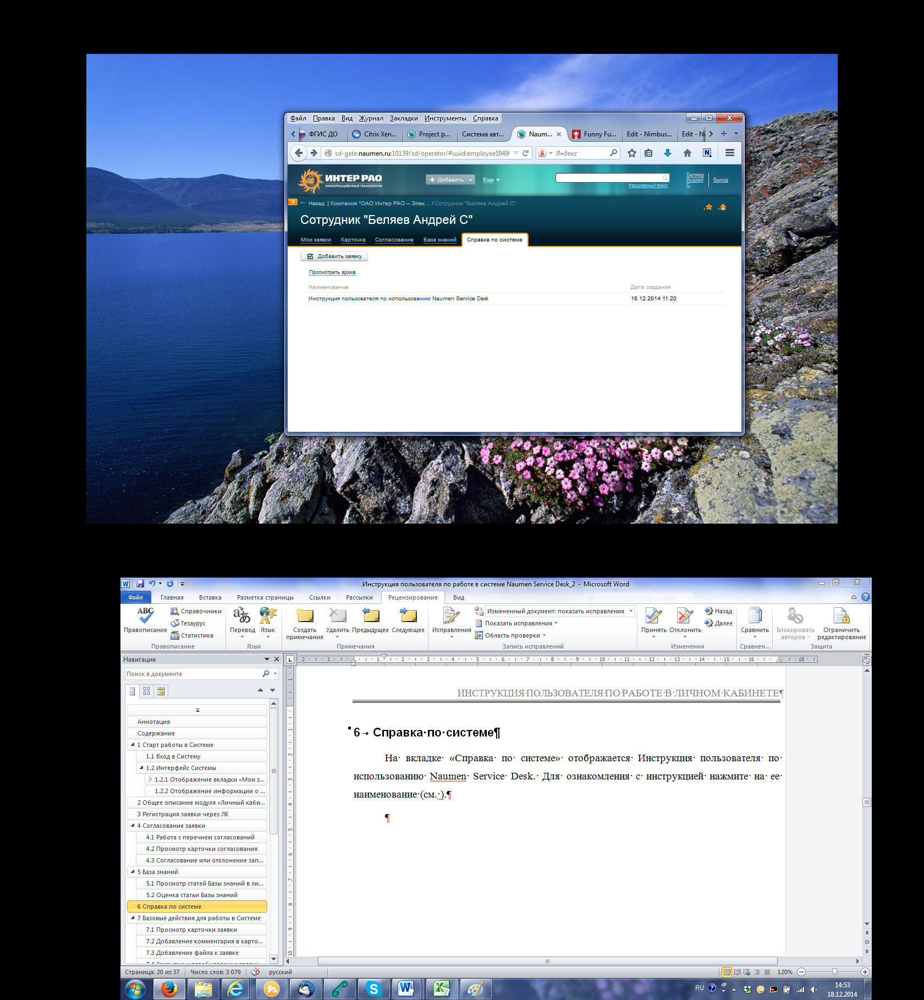 Файл Правка Вид Журнал Закладки Инструменты Справка
ФГИС ДО Citrix Xen... Project p... Система авт... Naum... Funny Fu... Edit - Nimbus... Edit - Ni
sd-gate.naumen.ru:10139/sd/operator/#uuid:employee$949 Яндекс
ИНТЕР РАО
ИНФОРМАЦИОННЫЕ ТЕХНОЛОГИИ
Добавить Еще
Расширенный поиск
Беляев
Андрей
С
Выход
← Назад | Компания "ОАО Интер РАО – Элек... / Сотрудник "Беляев Андрей С"
Сотрудник "Беляев Андрей С"
Мои заявки Карточка Согласование База знаний Справка по системе
Добавить заявку
Просмотреть архив
Наименование Дата создания
Инструкция пользователя по использованию Naumen Service Desk 18.12.2014 11:20
Инструкция пользователя по работе в системе Naumen Service Desk_2 - Microsoft Word
Файл Главная Вставка Разметка страницы Ссылки Рассылки Рецензирование Вид
ABC
Правописание
Справочники
Тезаурус
Статистика
Правописание
Перевод Язык
Язык
Создать примечание
Удалить Предыдущее Следующее
Примечания
Исправления
Измененный документ: показать исправления
Показать исправления
Область проверки
Запись исправлений
Принять Отклонить
Назад
Далее
Изменения
Сравнить
Сравнен...
Блокировать авторов
Ограничить редактирование
Защита
Навигация
Поиск в документе
Аннотация
Содержание
1 Старт работы в Системе
1.1 Вход в Систему
1.2 Интерфейс Системы
1.2.1 Отображение вкладки «Мои з...
1.2.2 Отображение информации о ...
2 Общее описание модуля «Личный каби...
3 Регистрация заявки через ЛК
4 Согласование заявки
4.1 Работа с перечнем согласований
4.2 Просмотр карточки согласования
4.3 Согласование или отклонение зап...
5 База знаний
5.1 Просмотр статей Базы знаний в ли...
5.2 Оценка статьи Базы знаний
6 Справка по системе
7 Базовые действия для работы в Системе
7.1 Просмотр карточки заявки
7.2 Добавление комментария в карто...
7.3 Добавление файла к заявке
ИНСТРУКЦИЯ·ПОЛЬЗОВАТЕЛЯ·ПО·РАБОТЕ·В·ЛИЧНОМ·КАБИНЕТЕ¶
6 → Справка·по·системе¶
На· вкладке· «Справка· по· системе»· отображается· Инструкция· пользователя· по·
использованию· Naumen· Service· Desk.· Для· ознакомления· с· инструкцией· нажмите· на· ее·
наименование·(см.·).¶
¶
Страница: 20 из 37 Число слов: 3 079 русский 120%
RU 14:53
18.12.2014